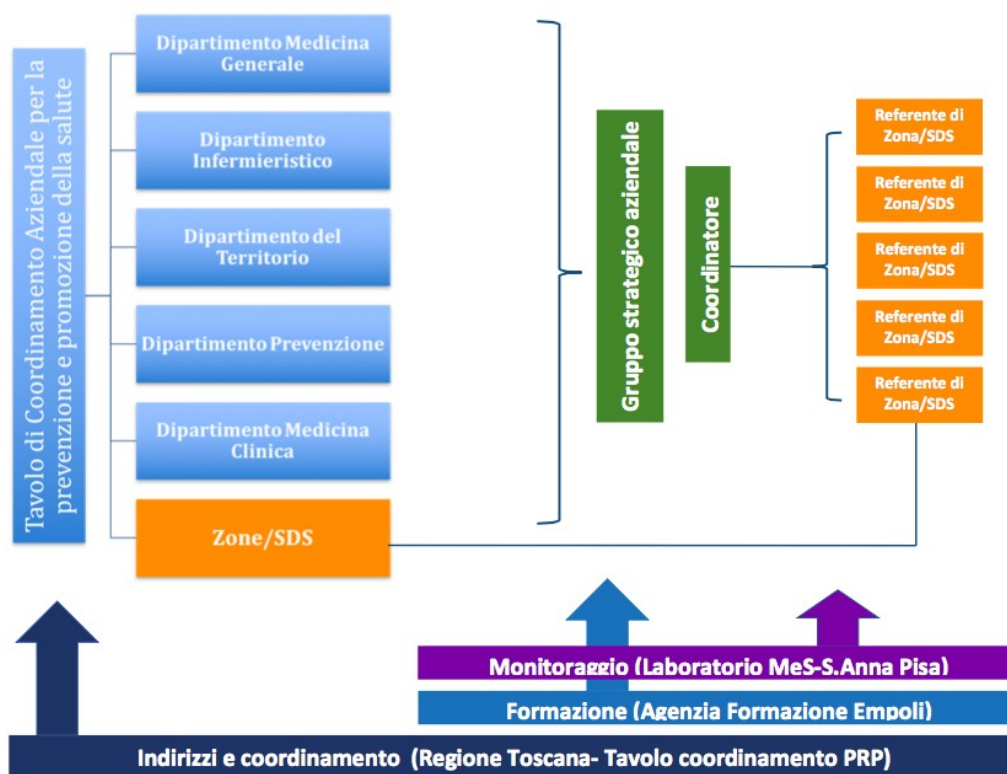 Tavolo di Coordinamento Aziendale per la
prevenzione e promozione della salute
Dipartimento Medicina
Generale
Dipartimento
Infermieristico
Dipartimento del
Territorio
Dipartimento Prevenzione
Dipartimento Medicina
Clinica
Zone/SDS
Gruppo strategico aziendale
Coordinatore
Referente di
Zona/SDS
Referente di
Zona/SDS
Referente di
Zona/SDS
Referente di
Zona/SDS
Referente di
Zona/SDS
Monitoraggio (Laboratorio MeS-S.Anna Pisa)
Formazione (Agenzia Formazione Empoli)
Indirizzi e coordinamento (Regione Toscana- Tavolo coordinamento PRP)